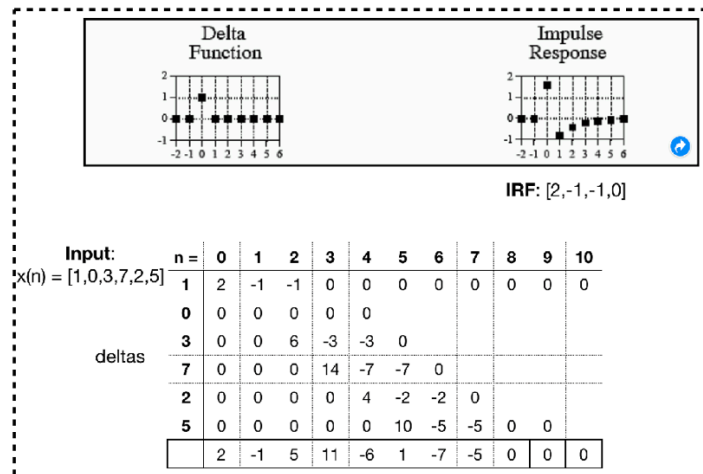 Delta
Function
Impulse
Response
2
1
0
-1
-2 -1 0 1 2 3 4 5 6
2
1
0
-1
-2 -1 0 1 2 3 4 5 6
IRF: [2,-1,-1,0]
Input:
x(n) = [1,0,3,7,2,5]
deltas
n = 0 1 2 3 4 5 6 7 8 9 10
1 2 -1 -1 0 0 0 0 0 0 0 0
0 0 0 0 0 0
3 0 0 6 -3 -3 0
7 0 0 0 14 -7 -7 0
2 0 0 0 0 4 -2 -2 0
5 0 0 0 0 0 10 -5 -5 0 0
2 -1 5 11 -6 1 -7 -5 0 0 0